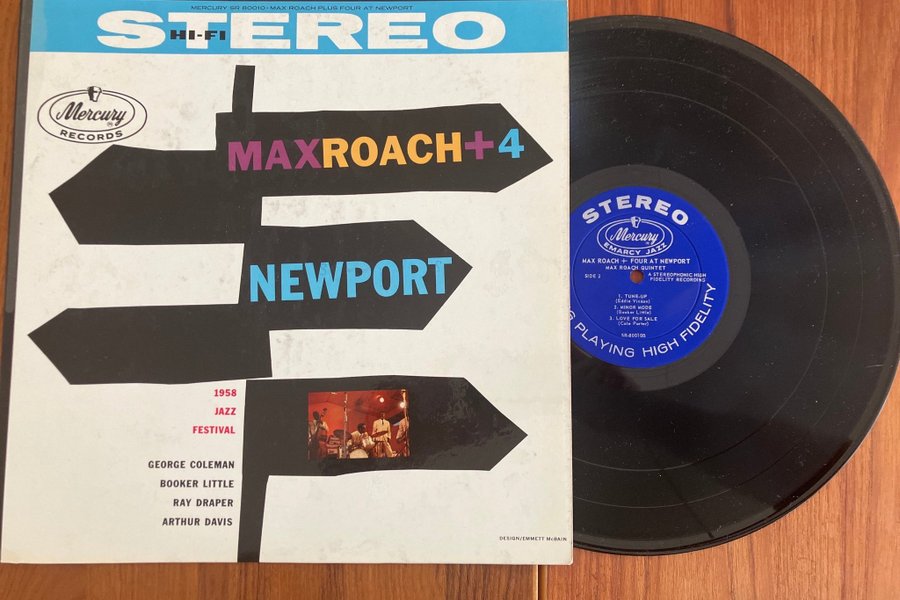 MERCURY SR 80010 • MAX ROACH PLUS FOUR AT NEWPORT
STEREO
HI-FI
Mercury
RECORDS
MAXROACH+4
NEWPORT
1958
JAZZ
FESTIVAL
GEORGE COLEMAN
BOOKER LITTLE
RAY DRAPER
ARTHUR DAVIS
DESIGN/EMMETT McBAIN
STEREO
Mercury
EMARCY JAZZ
MAX ROACH + FOUR AT NEWPORT
MAX ROACH QUINTET
SIDE 2
A STEREOPHONIC HIGH
FIDELITY RECORDING
1. TUNE-UP
(Eddie Vinson)
2. MINOR MODE
(Booker Little)
3. LOVE FOR SALE
(Cole Porter)
G PLAYING HIGH FIDELITY